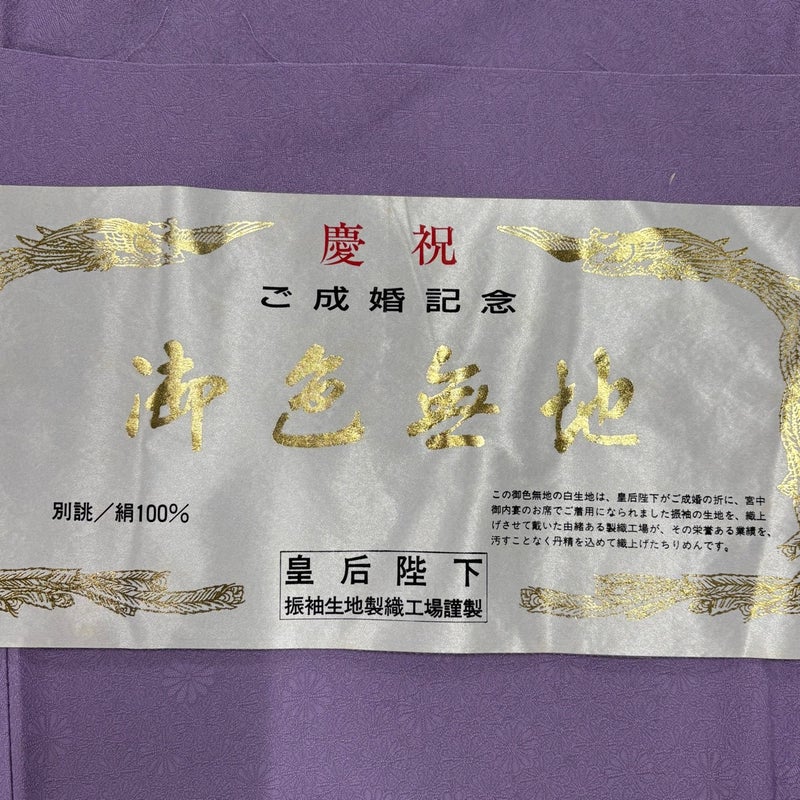 慶祝
ご成婚記念
御色無地
別誂／絹100％
この御色無地の白生地は、皇后陛下がご成婚の折に、宮中
御内宴のお席でご着用になられました振袖の生地を、織上
げさせて戴いた由緒ある製織工場が、その栄誉ある業績を、
汚すことなく丹精を込めて織上げたちりめんです。
皇后陛下
振袖生地製織工場謹製